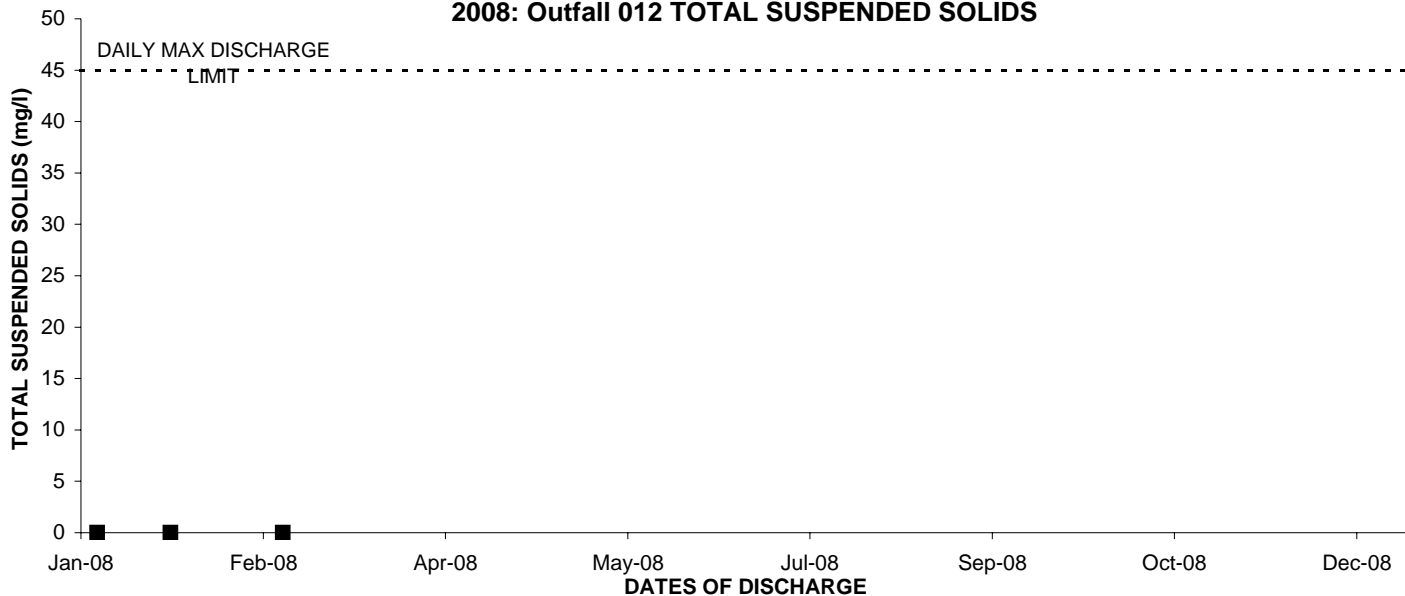 2008: Outfall 012 TOTAL SUSPENDED SOLIDS
50
45
40
35
30
25
20
15
10
5
0
DAILY MAX DISCHARGE
LIMIT
TOTAL SUSPENDED SOLIDS (mg/l)
Jan-08 Feb-08 Apr-08 May-08 Jul-08 Sep-08 Oct-08 Dec-08
DATES OF DISCHARGE